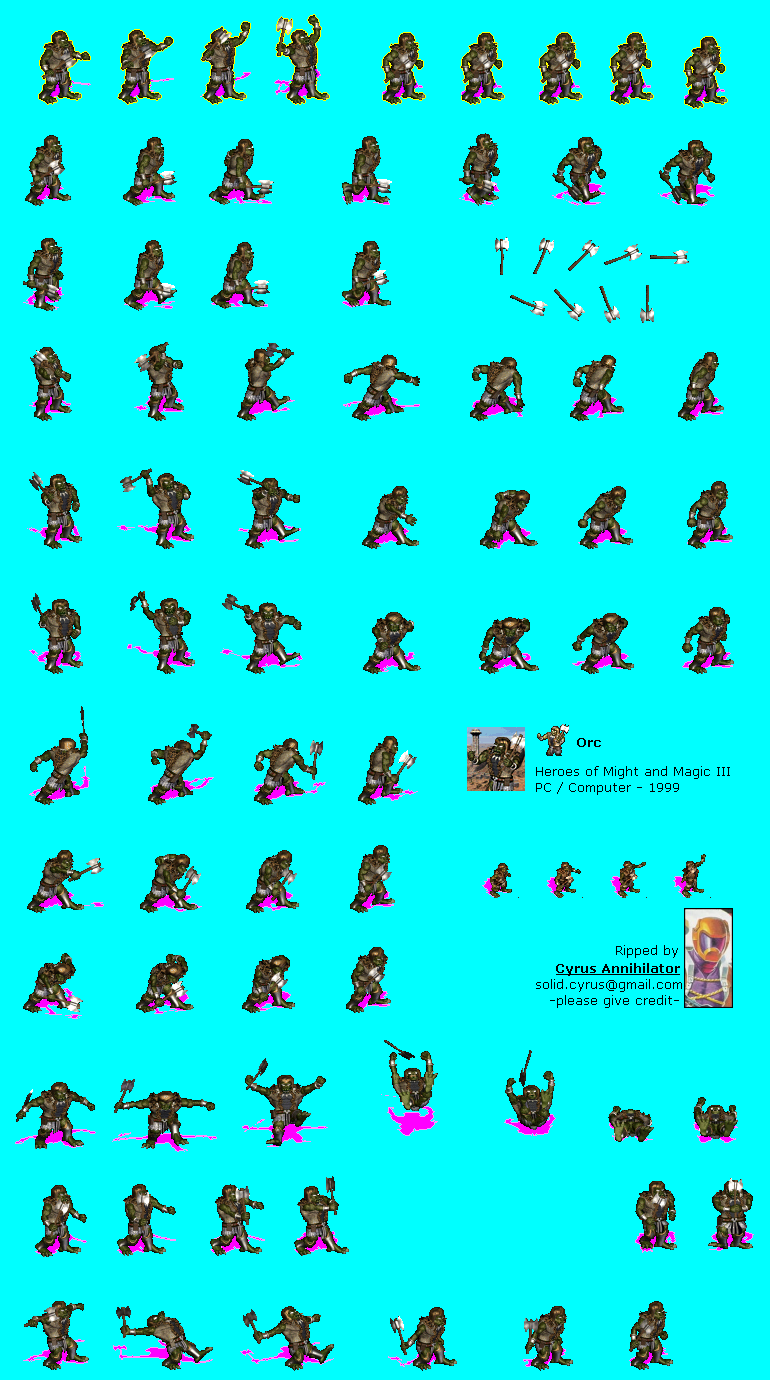 Orc
Heroes of Might and Magic III
PC / Computer - 1999
Ripped by
Cyrus Annihilator
solid.cyrus@gmail.com
-please give credit-